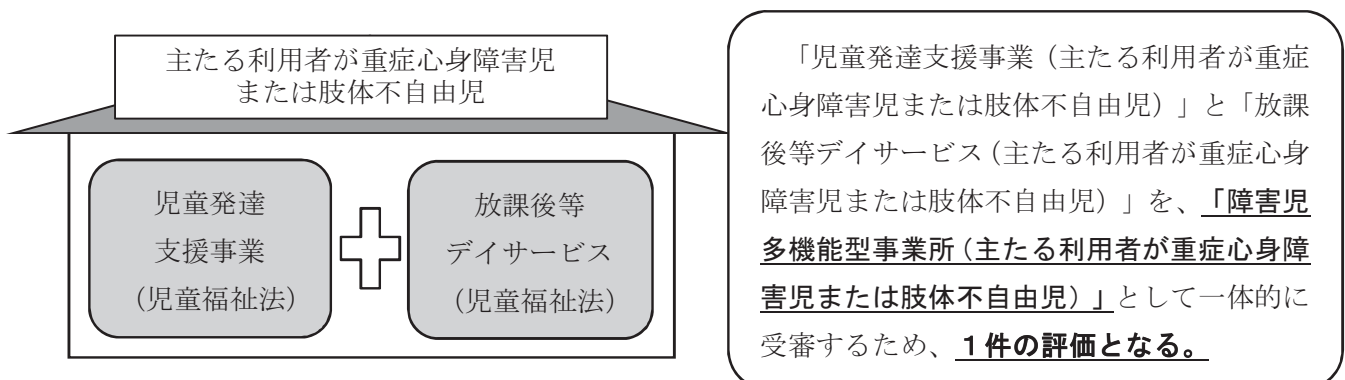 主たる利用者が重症心身障害児
または肢体不自由児
児童発達
支援事業
(児童福祉法)
放課後等
デイサービス
(児童福祉法)
「児童発達支援事業(主たる利用者が重症
心身障害児または肢体不自由児)」と「放課
後等デイサービス(主たる利用者が重症心身
障害児または肢体不自由児)」を、「障害児
多機能型事業所(主たる利用者が重症心身障
害児または肢体不自由児)」として一体的に
受審するため、1件の評価となる。